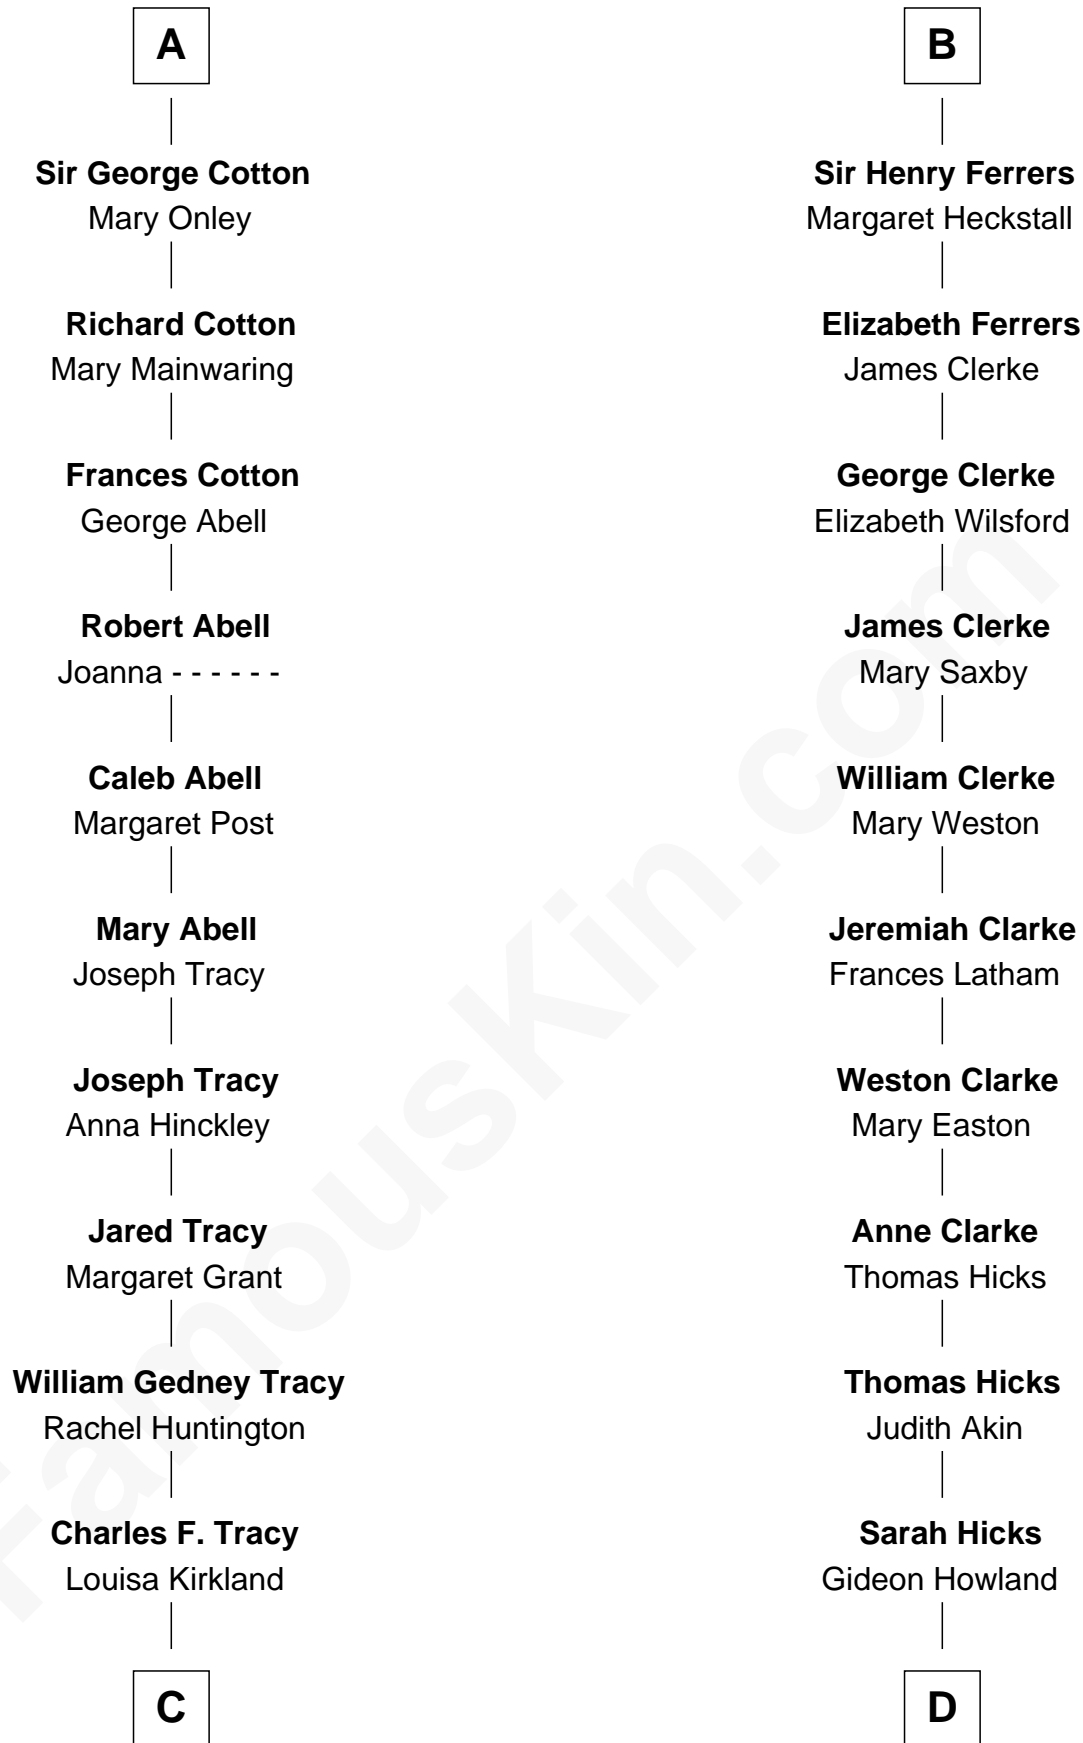 A
Sir George Cotton
Mary Onley
Richard Cotton
Mary Mainwaring
Frances Cotton
George Abell
Robert Abell
Joanna - - - - - -
Caleb Abell
Margaret Post
Mary Abell
Joseph Tracy
Joseph Tracy
Anna Hinckley
Jared Tracy
Margaret Grant
William Gedney Tracy
Rachel Huntington
Charles F. Tracy
Louisa Kirkland
C
B
Sir Henry Ferrers
Margaret Heckstall
Elizabeth Ferrers
James Clerke
George Clerke
Elizabeth Wilsford
James Clerke
Mary Saxby
William Clerke
Mary Weston
Jeremiah Clarke
Frances Latham
Weston Clarke
Mary Easton
Anne Clarke
Thomas Hicks
Thomas Hicks
Judith Akin
Sarah Hicks
Gideon Howland
D
FamousKin.com